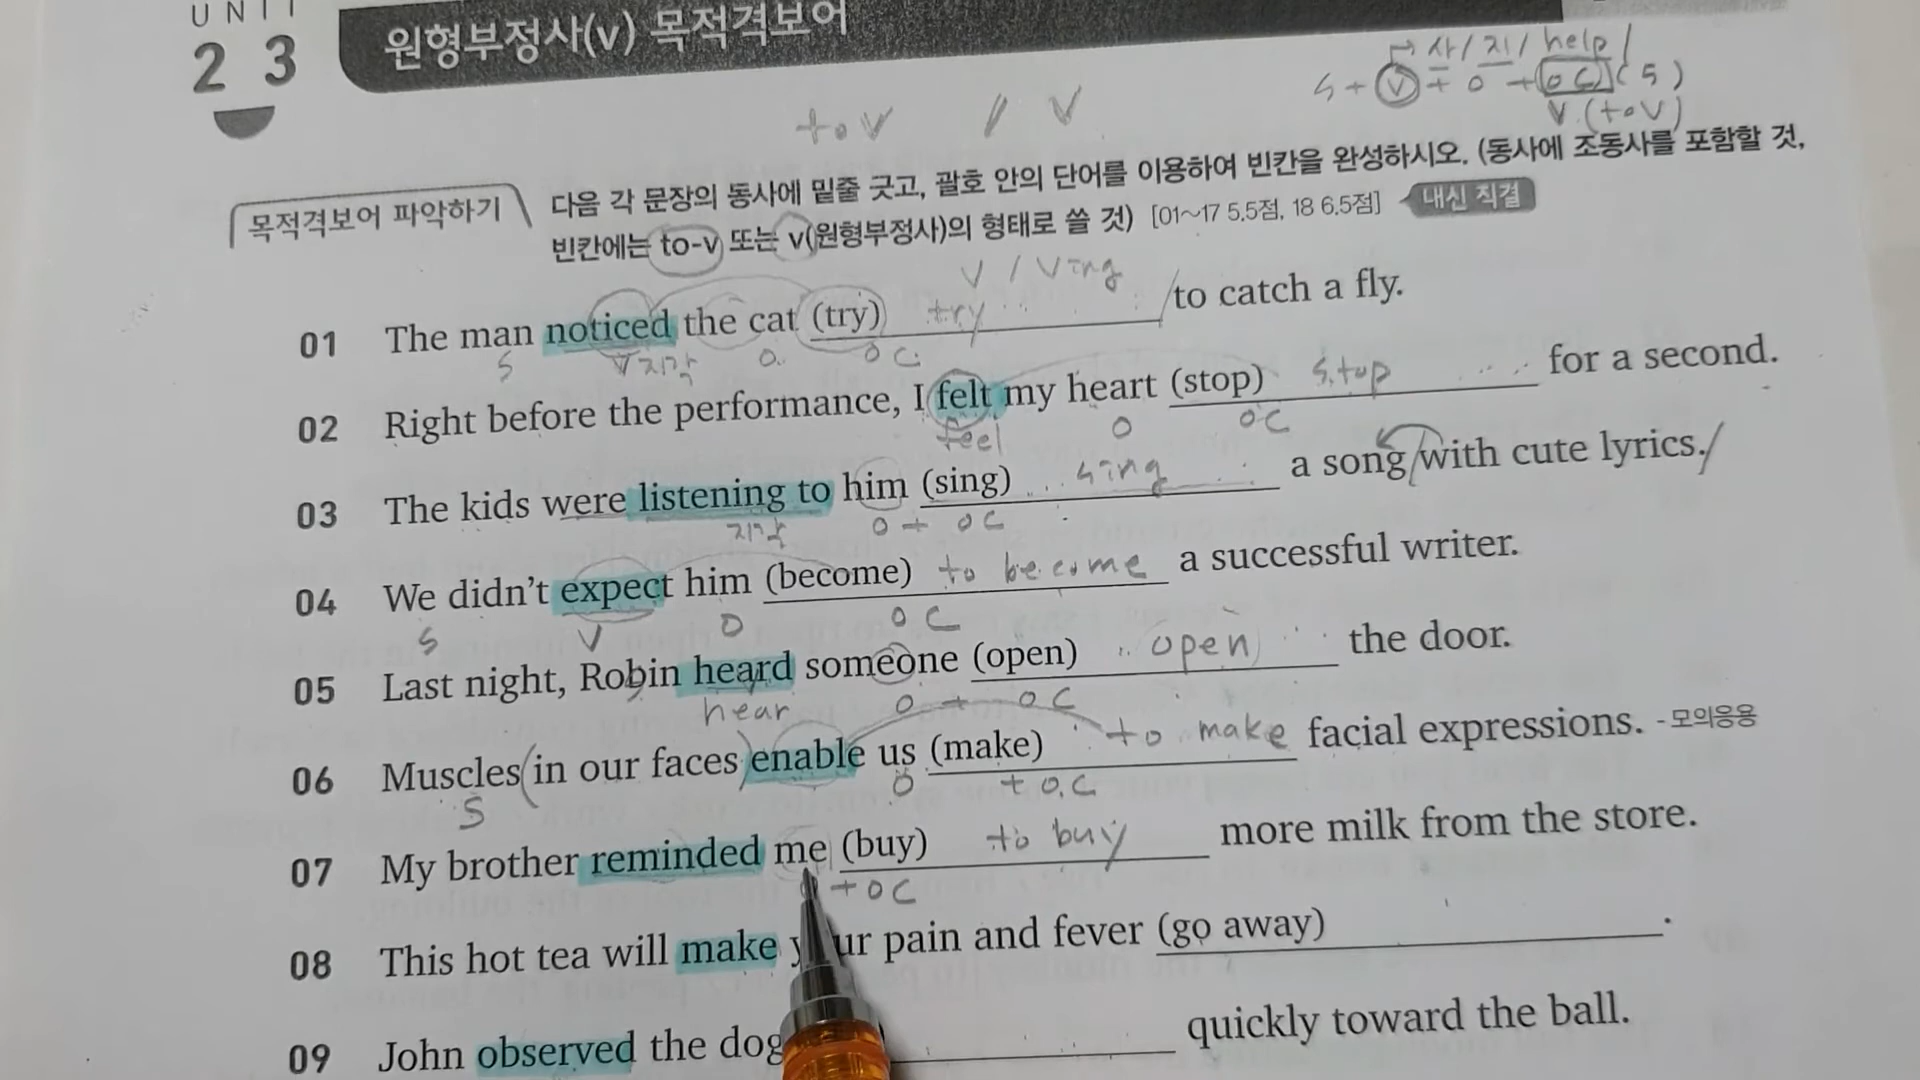 UNIT
23
원형부정사(v) 목적격보어
사/지/help/
S + V + O + OC (5)
V (toV)
to V / V
목적격보어 파악하기
다음 각 문장의 동사에 밑줄 긋고, 괄호 안의 단어를 이용하여 빈칸을 완성하시오. (동사에 조동사를 포함할 것,
빈칸에는 to-v 또는 v(원형부정사)의 형태로 쓸 것) [01~17 5.5점, 18 6.5점] 내신 직결
V / Ving
01 The man noticed the cat (try) try to catch a fly.
S V지각 O. OC.
02 Right before the performance, I felt my heart (stop) stop for a second.
feel O OC
03 The kids were listening to him (sing) sing a song with cute lyrics.
지각 O + OC
04 We didn't expect him (become) to become a successful writer.
S V O OC
05 Last night, Robin heard someone (open) open the door.
S hear O + OC
06 Muscles in our faces enable us (make) to make facial expressions. - 모의응용
S O + O.C
07 My brother reminded me (buy) to buy more milk from the store.
+ OC
08 This hot tea will make ur pain and fever (go away) .
09 John observed the dog quickly toward the ball.